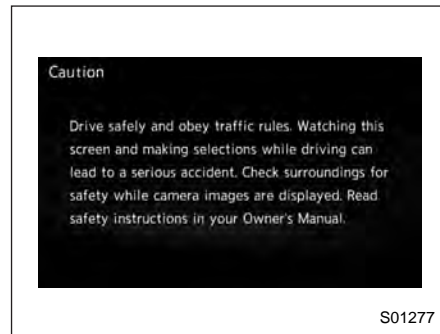 Caution
Drive safely and obey traffic rules. Watching this
screen and making selections while driving can
lead to a serious accident. Check surroundings for
safety while camera images are displayed. Read
safety instructions in your Owner's Manual.
S01277